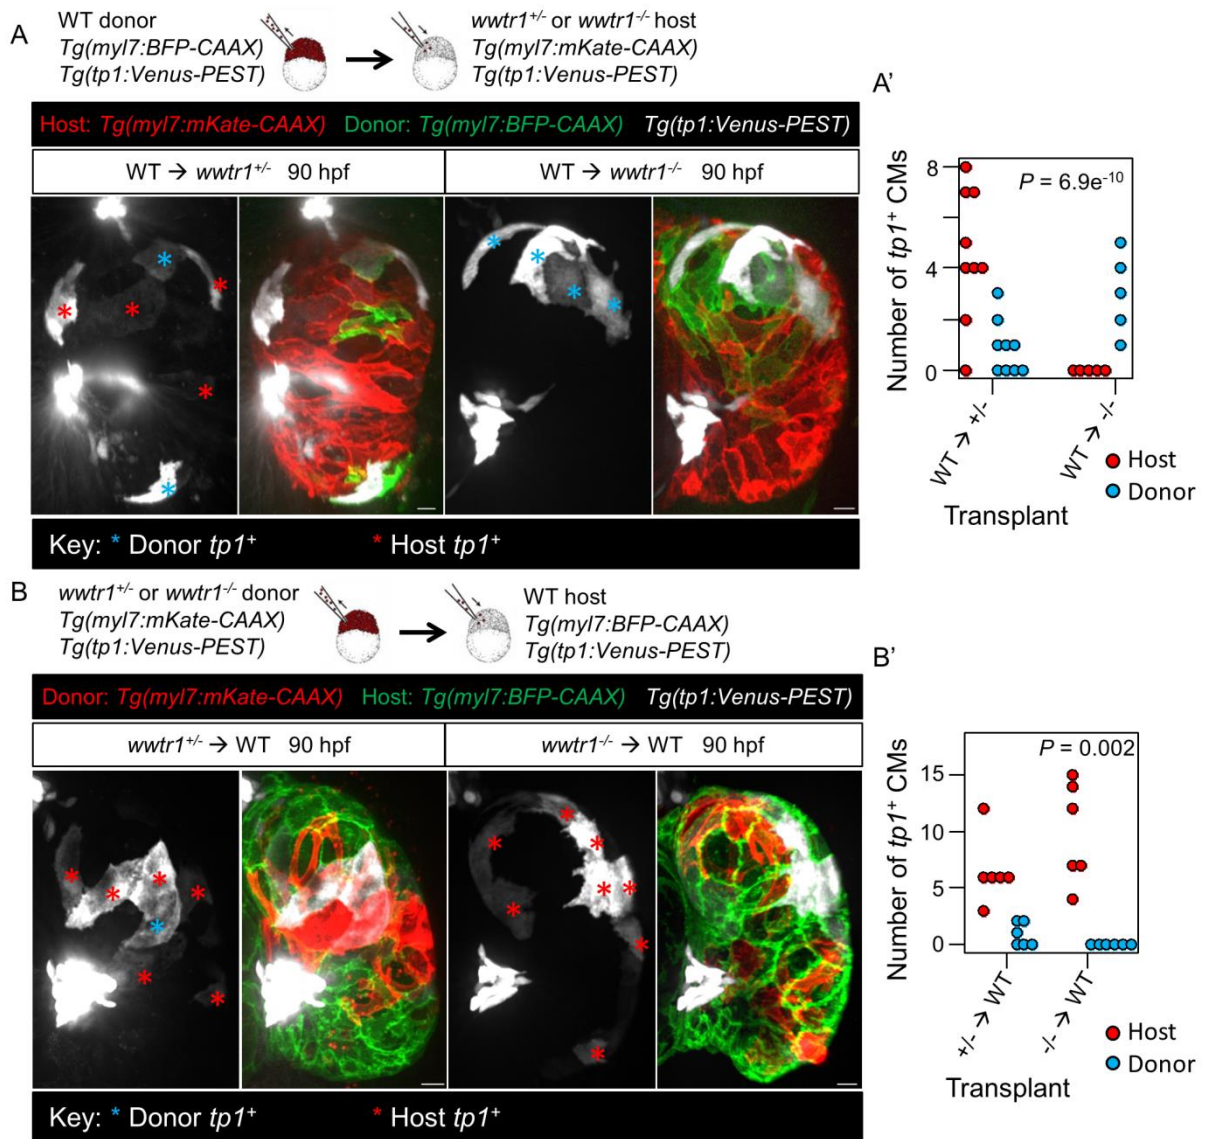 A
WT donor
Tg(myl7:BFP-CAAX)
Tg(tp1:Venus-PEST)
wwtr1+/- or wwtr1-/- host
Tg(myl7:mKate-CAAX)
Tg(tp1:Venus-PEST)
Host: Tg(myl7:mKate-CAAX) Donor: Tg(myl7:BFP-CAAX) Tg(tp1:Venus-PEST)
WT → wwtr1+/- 90 hpf
WT → wwtr1-/- 90 hpf
Key: * Donor tp1+ * Host tp1+
A'
Number of tp1+ CMs
8
4
0
P = 6.9e-10
WT → +/-
WT → -/-
Host
Donor
Transplant
B
wwtr1+/- or wwtr1-/- donor
Tg(myl7:mKate-CAAX)
Tg(tp1:Venus-PEST)
WT host
Tg(myl7:BFP-CAAX)
Tg(tp1:Venus-PEST)
Donor: Tg(myl7:mKate-CAAX) Host: Tg(myl7:BFP-CAAX) Tg(tp1:Venus-PEST)
wwtr1+/- → WT 90 hpf
wwtr1-/- → WT 90 hpf
Key: * Donor tp1+ * Host tp1+
B'
Number of tp1+ CMs
15
10
5
0
P = 0.002
+/- → WT
-/- → WT
Host
Donor
Transplant